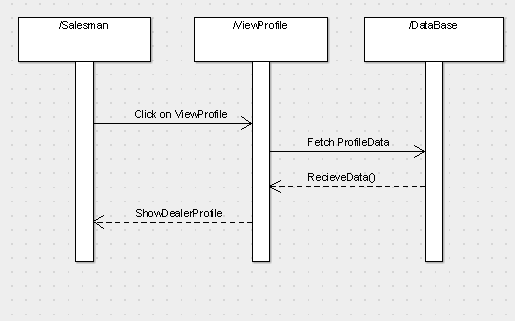 /Salesman
/ViewProfile
/DataBase
Click on ViewProfile
Fetch ProfileData
RecieveData()
ShowDealerProfile